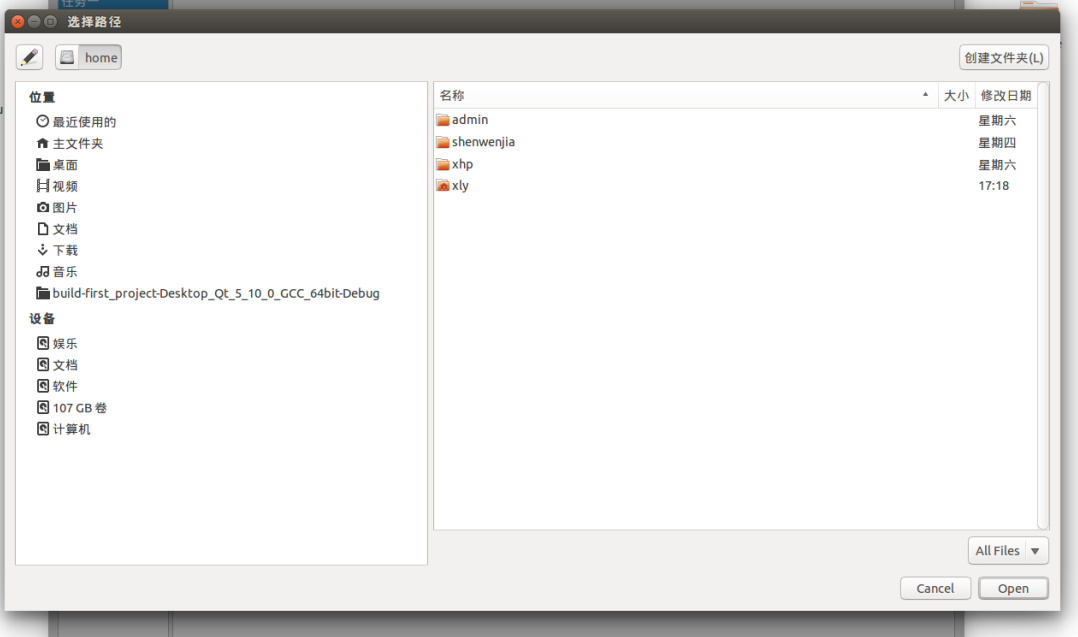 任务一
选择路径
home
创建文件夹(L)
位置
最近使用的
主文件夹
桌面
视频
图片
文档
下载
音乐
build-first_project-Desktop_Qt_5_10_0_GCC_64bit-Debug
设备
娱乐
文档
软件
107 GB 卷
计算机
名称 大小 修改日期
admin 星期六
shenwenjia 星期四
xhp 星期六
xly 17:18
All Files
Cancel Open